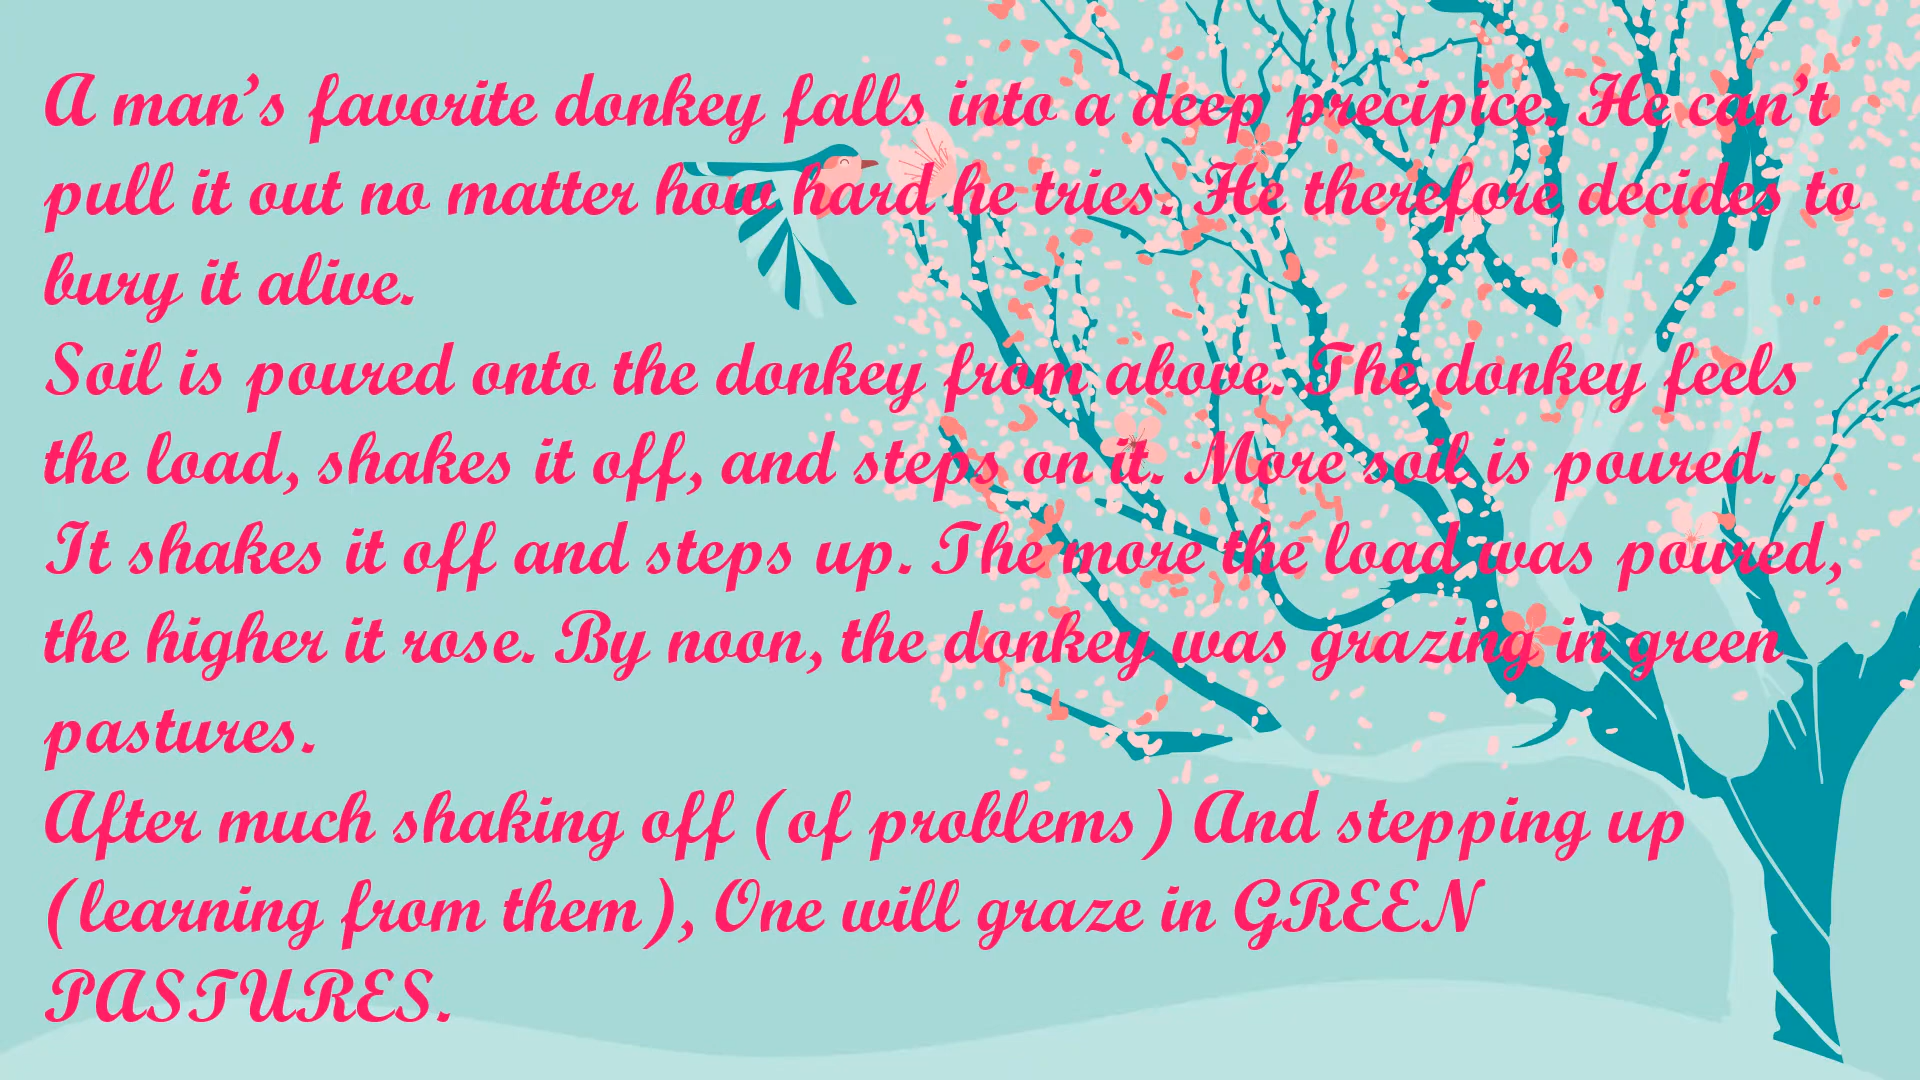 A man’s favorite donkey falls into a deep precipice. He can’t
pull it out no matter how hard he tries. He therefore decides to
bury it alive.
Soil is poured onto the donkey from above. The donkey feels
the load, shakes it off, and steps on it. More soil is poured.
It shakes it off and steps up. The more the load was poured,
the higher it rose. By noon, the donkey was grazing in green
pastures.
After much shaking off (of problems) And stepping up
(learning from them), One will graze in GREEN
PASTURES.